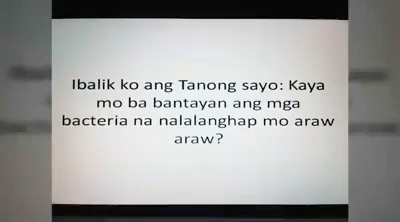 Ibalik ko ang Tanong sayo: Kaya
mo ba bantayan ang mga
bacteria na nalalanghap mo araw
araw?